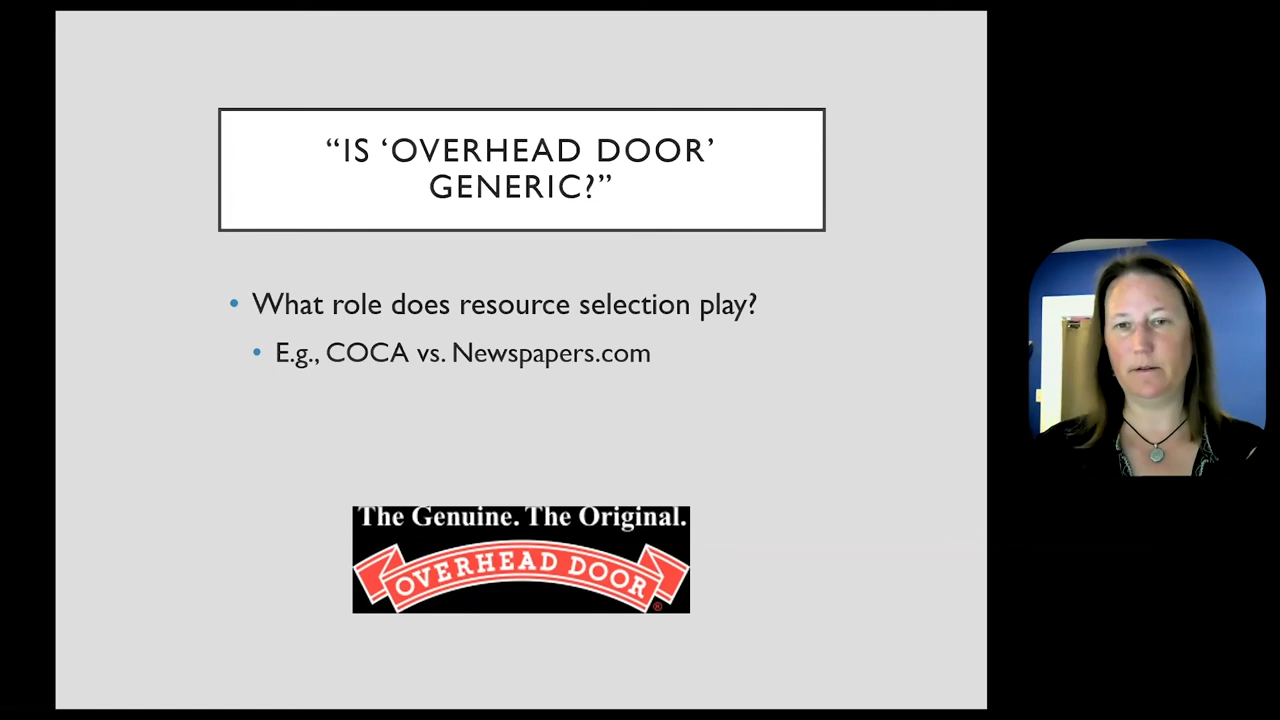 “IS ‘OVERHEAD DOOR’
GENERIC?”
• What role does resource selection play?
• E.g., COCA vs. Newspapers.com
The Genuine. The Original.
OVERHEAD DOOR®